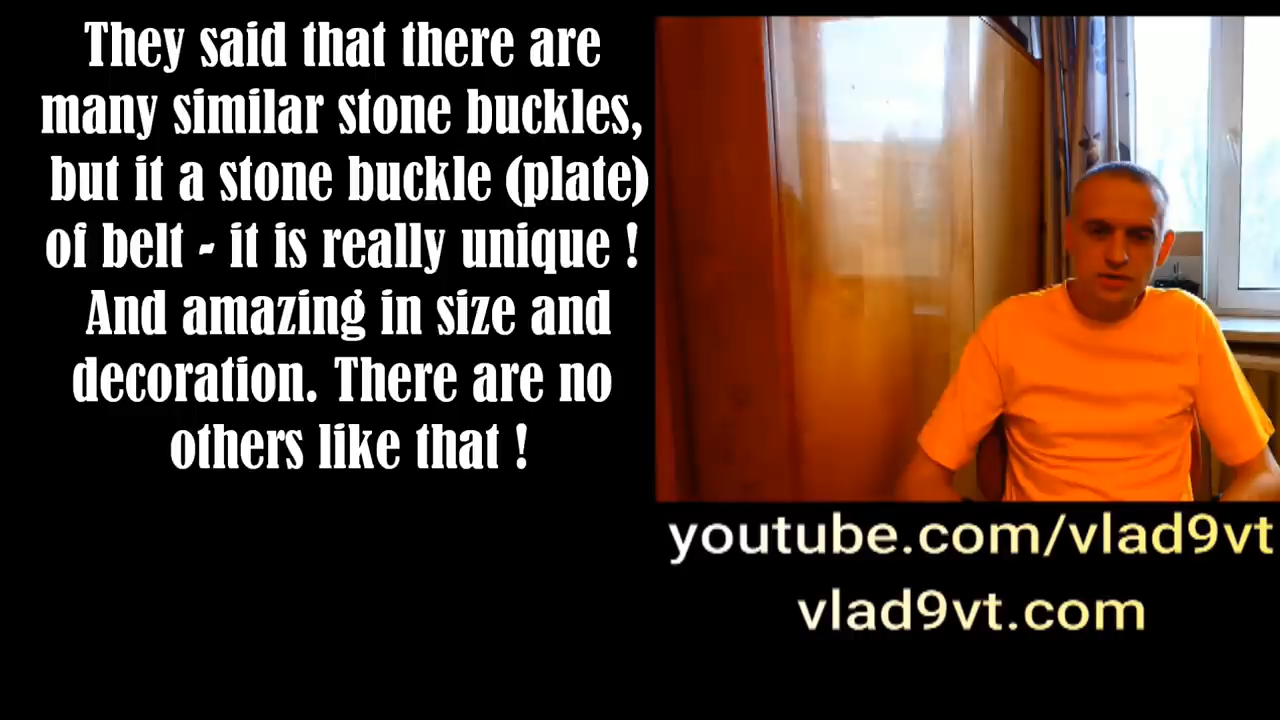 They said that there are
many similar stone buckles,
but it a stone buckle (plate)
of belt - it is really unique !
And amazing in size and
decoration. There are no
others like that !
youtube.com/vlad9vt
vlad9vt.com